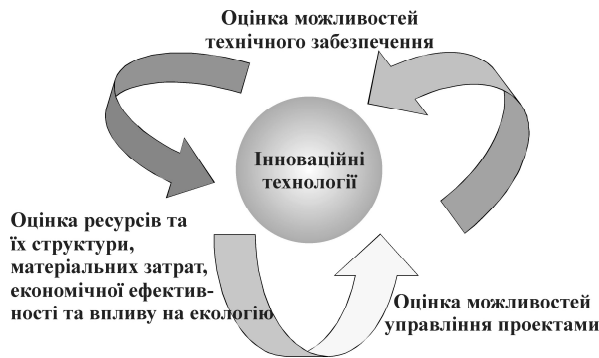 Оцінка можливостей
технічного забезпечення
Інноваційні
технології
Оцінка ресурсів та
їх структури,
матеріальних затрат,
економічної ефектив-
ності та впливу на екологію
Оцінка можливостей
управління проектами